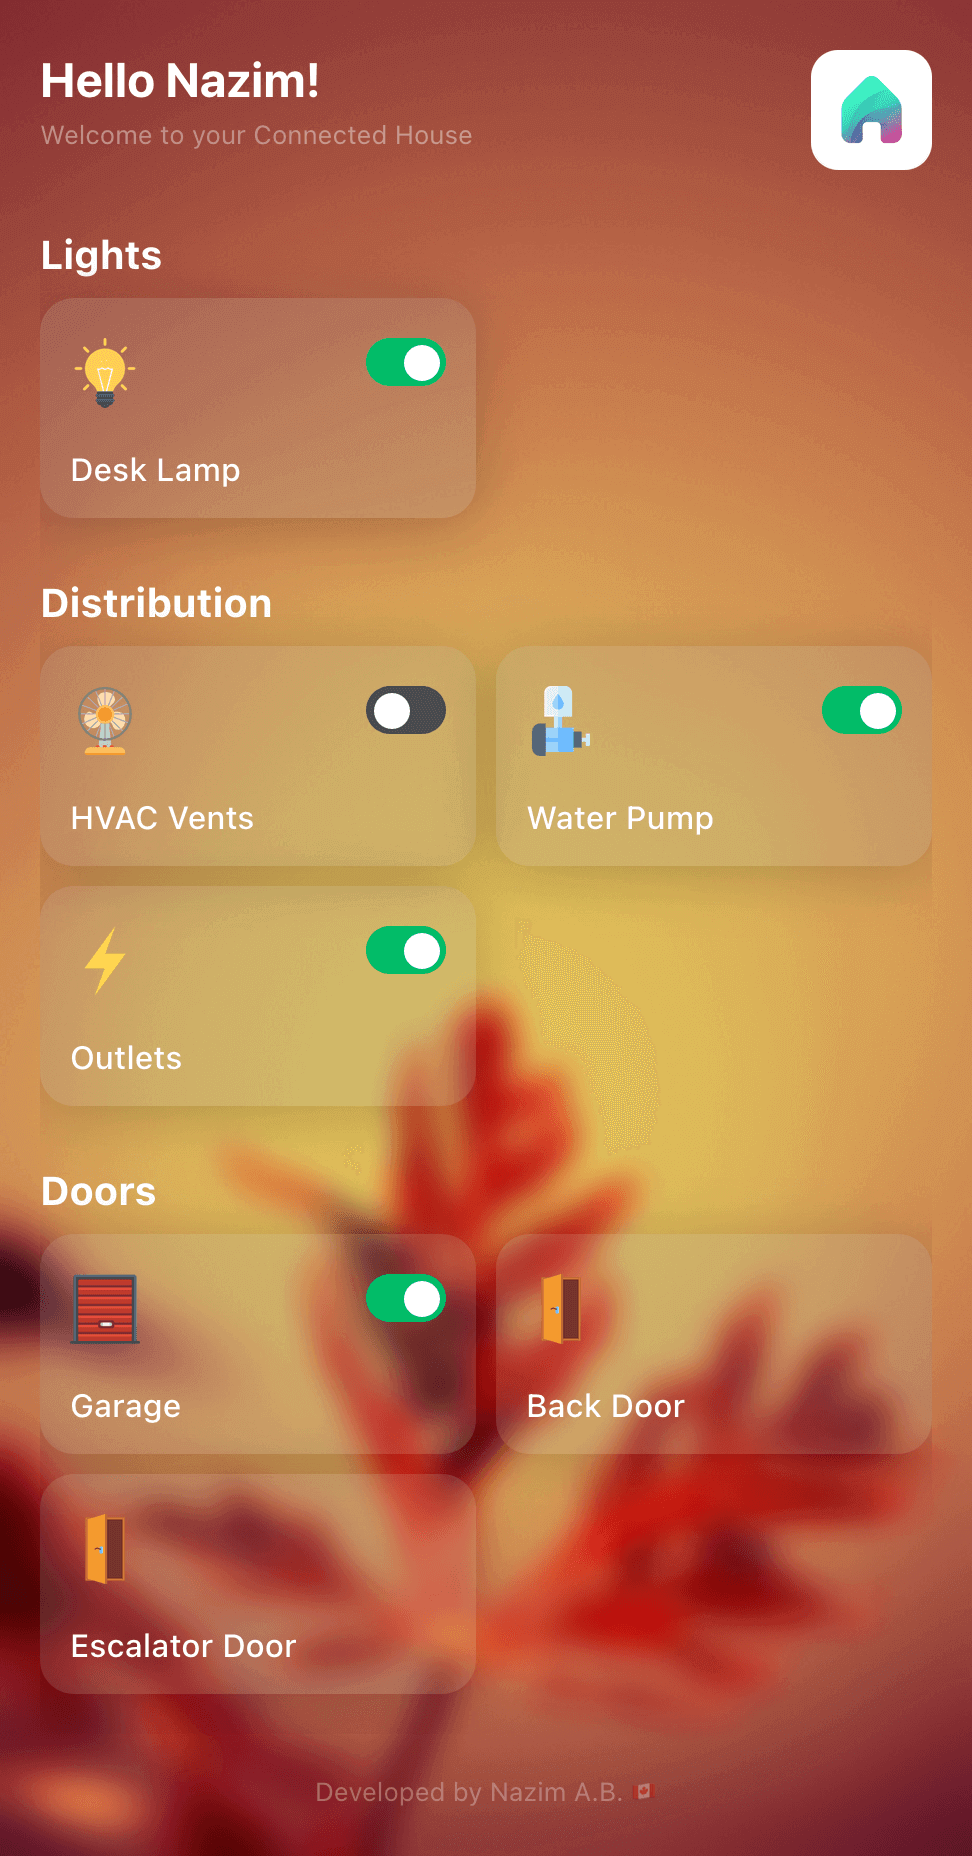 Hello Nazim!
Welcome to your Connected House
Lights
Desk Lamp
Distribution
HVAC Vents
Water Pump
Outlets
Doors
Garage
Back Door
Escalator Door
Developed by Nazim A.B. 🇨🇦